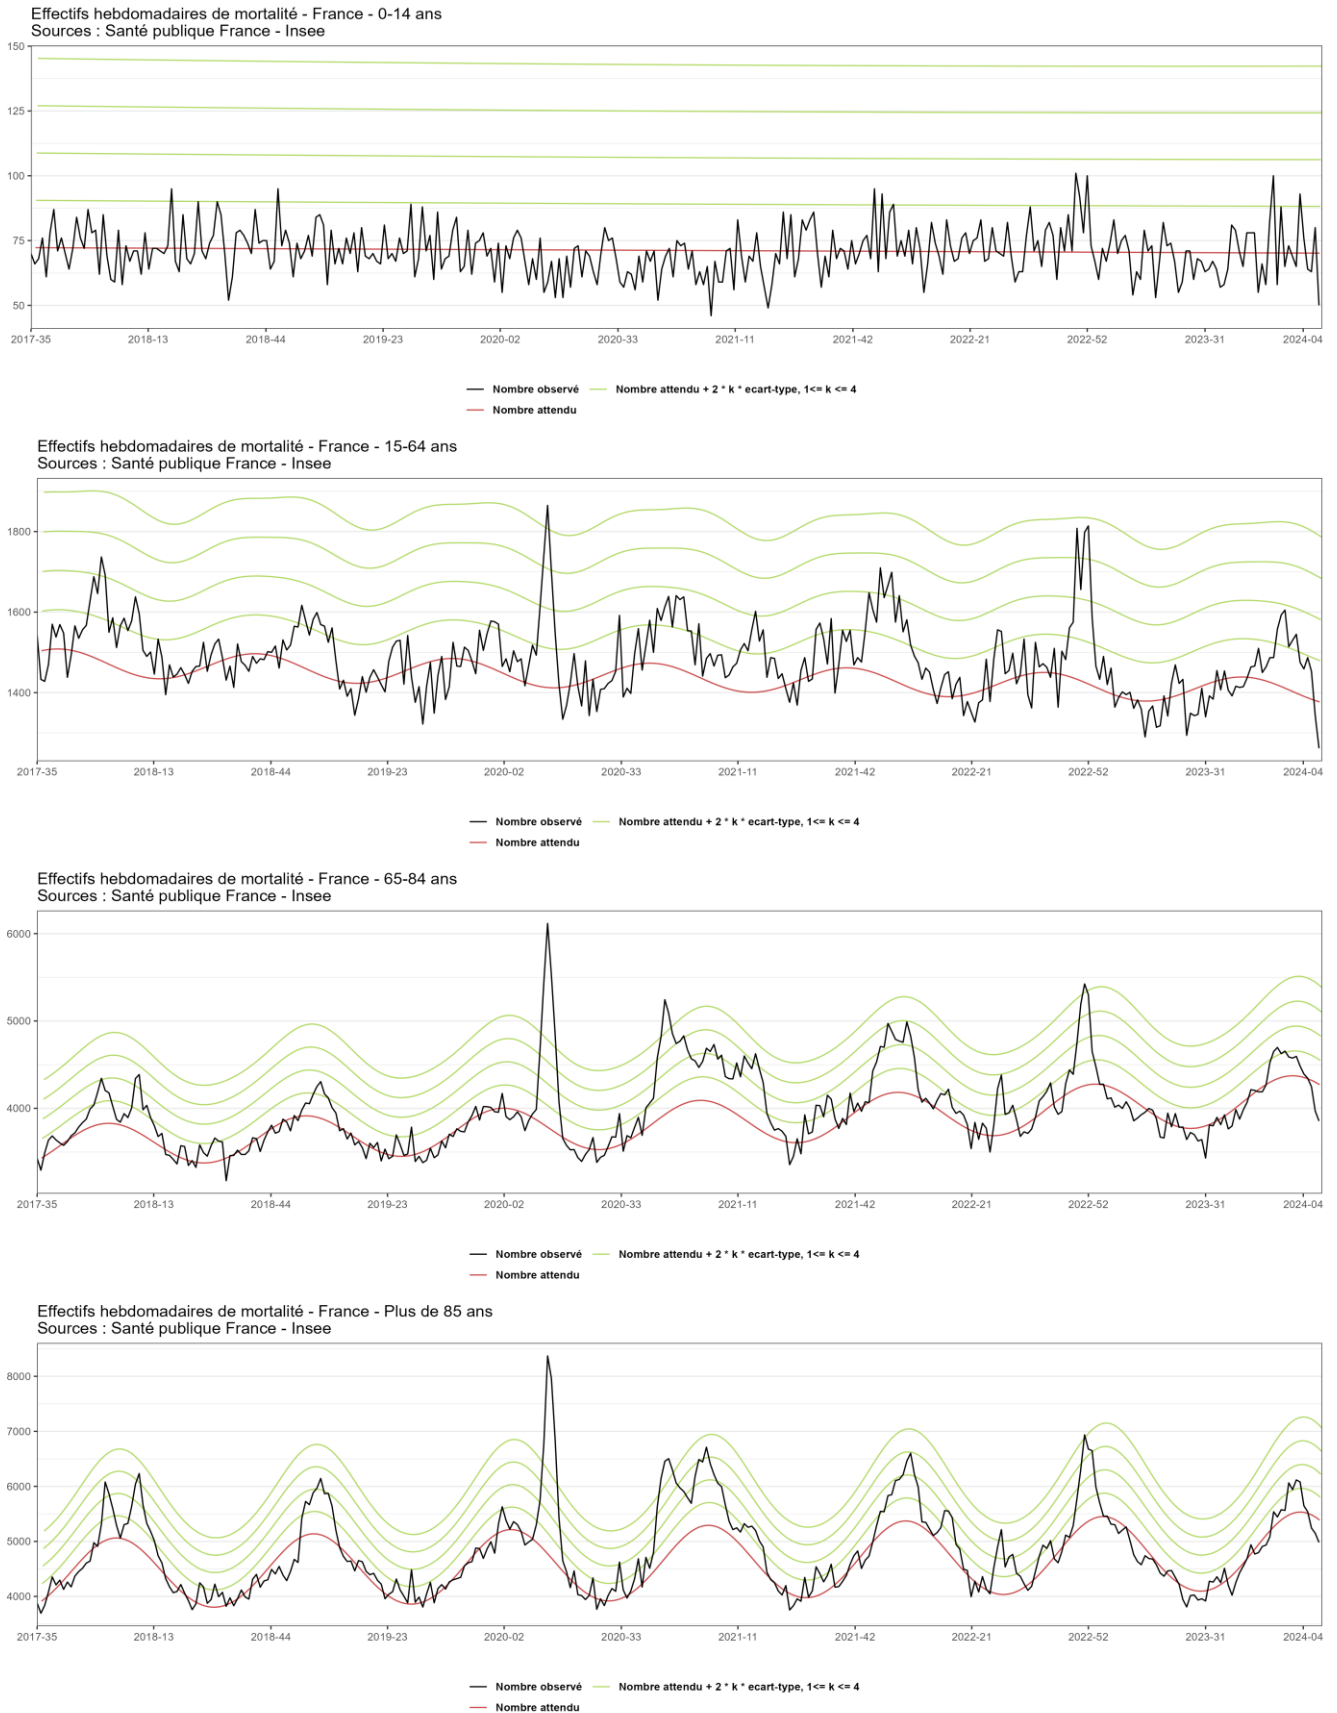 Effectifs hebdomadaires de mortalité - France - 0-14 ans
Sources : Santé publique France - Insee
150
125
100
75
50
2017-35 2018-13 2018-44 2019-23 2020-02 2020-33 2021-11 2021-42 2022-21 2022-52 2023-31 2024-04
Nombre observé Nombre attendu + 2 * k * ecart-type, 1<= k <= 4
Nombre attendu
Effectifs hebdomadaires de mortalité - France - 15-64 ans
Sources : Santé publique France - Insee
1800
1600
1400
2017-35 2018-13 2018-44 2019-23 2020-02 2020-33 2021-11 2021-42 2022-21 2022-52 2023-31 2024-04
Nombre observé Nombre attendu + 2 * k * ecart-type, 1<= k <= 4
Nombre attendu
Effectifs hebdomadaires de mortalité - France - 65-84 ans
Sources : Santé publique France - Insee
6000
5000
4000
2017-35 2018-13 2018-44 2019-23 2020-02 2020-33 2021-11 2021-42 2022-21 2022-52 2023-31 2024-04
Nombre observé Nombre attendu + 2 * k * ecart-type, 1<= k <= 4
Nombre attendu
Effectifs hebdomadaires de mortalité - France - Plus de 85 ans
Sources : Santé publique France - Insee
8000
7000
6000
5000
4000
2017-35 2018-13 2018-44 2019-23 2020-02 2020-33 2021-11 2021-42 2022-21 2022-52 2023-31 2024-04
Nombre observé Nombre attendu + 2 * k * ecart-type, 1<= k <= 4
Nombre attendu